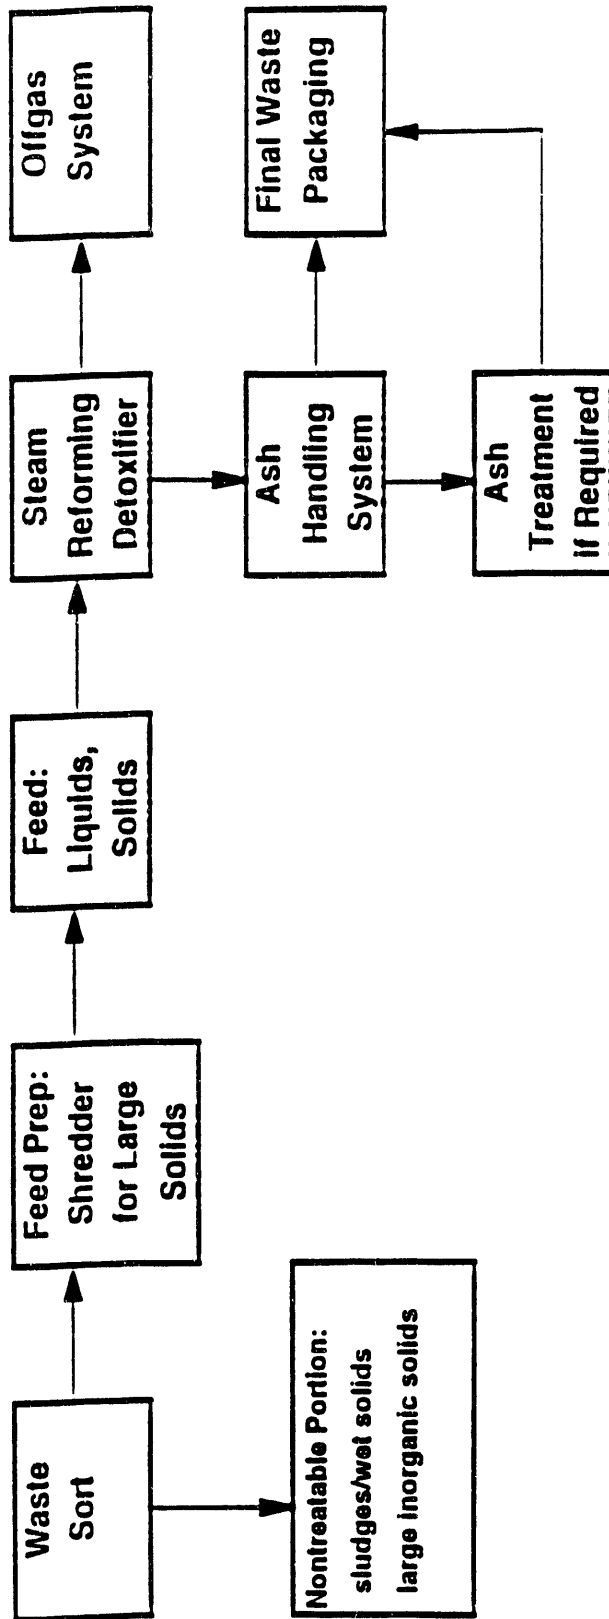 Waste
Sort
Nontreatable Portion:
sludges/wet solids
large inorganic solids
Feed Prep:
Shredder
for Large
Solids
Feed:
Liquids,
Solids
Steam
Reforming
Detoxifier
Offgas
System
Ash
Handling
System
Final Waste
Packaging
Ash
Treatment
if Required